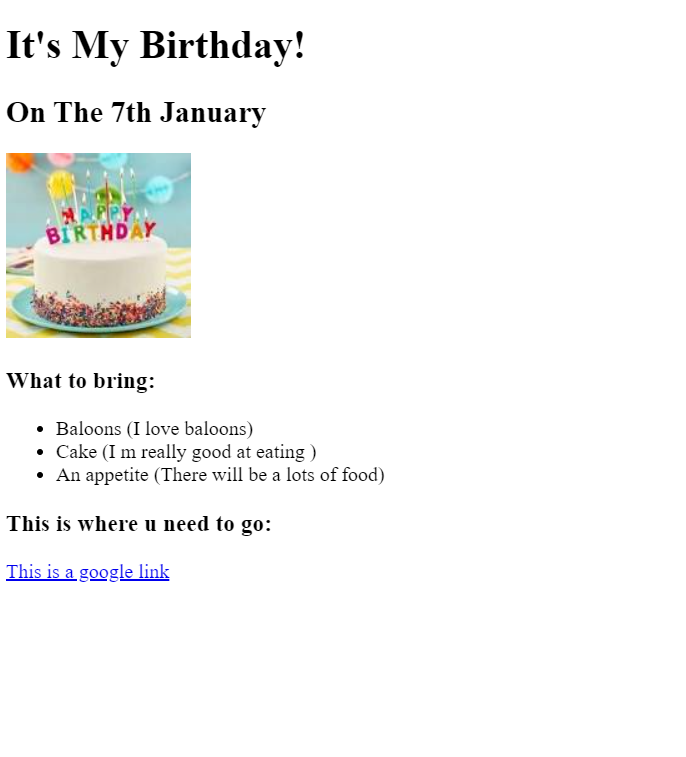 It's My Birthday!
On The 7th January
HAPPY
BIRTHDAY
What to bring:
Baloons (I love baloons)
Cake (I m really good at eating )
An appetite (There will be a lots of food)
This is where u need to go:
This is a google link